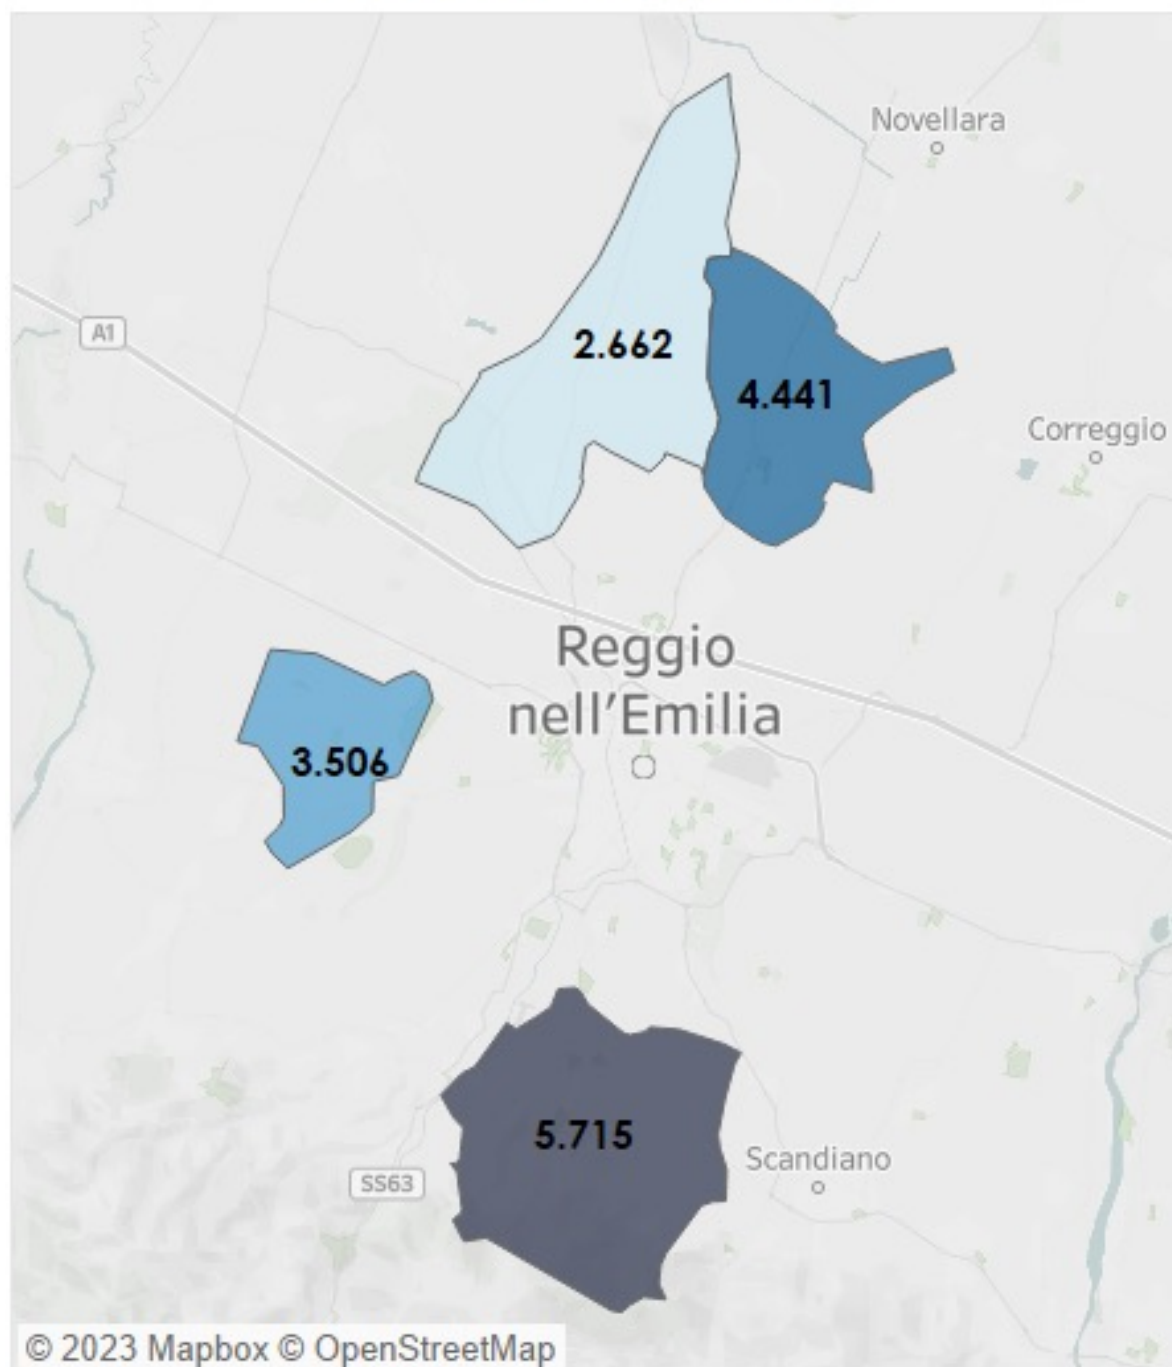 Novellara
A1
2.662
4.441
Correggio
Reggio
nell'Emilia
3.506
5.715
Scandiano
SS63
© 2023 Mapbox © OpenStreetMap